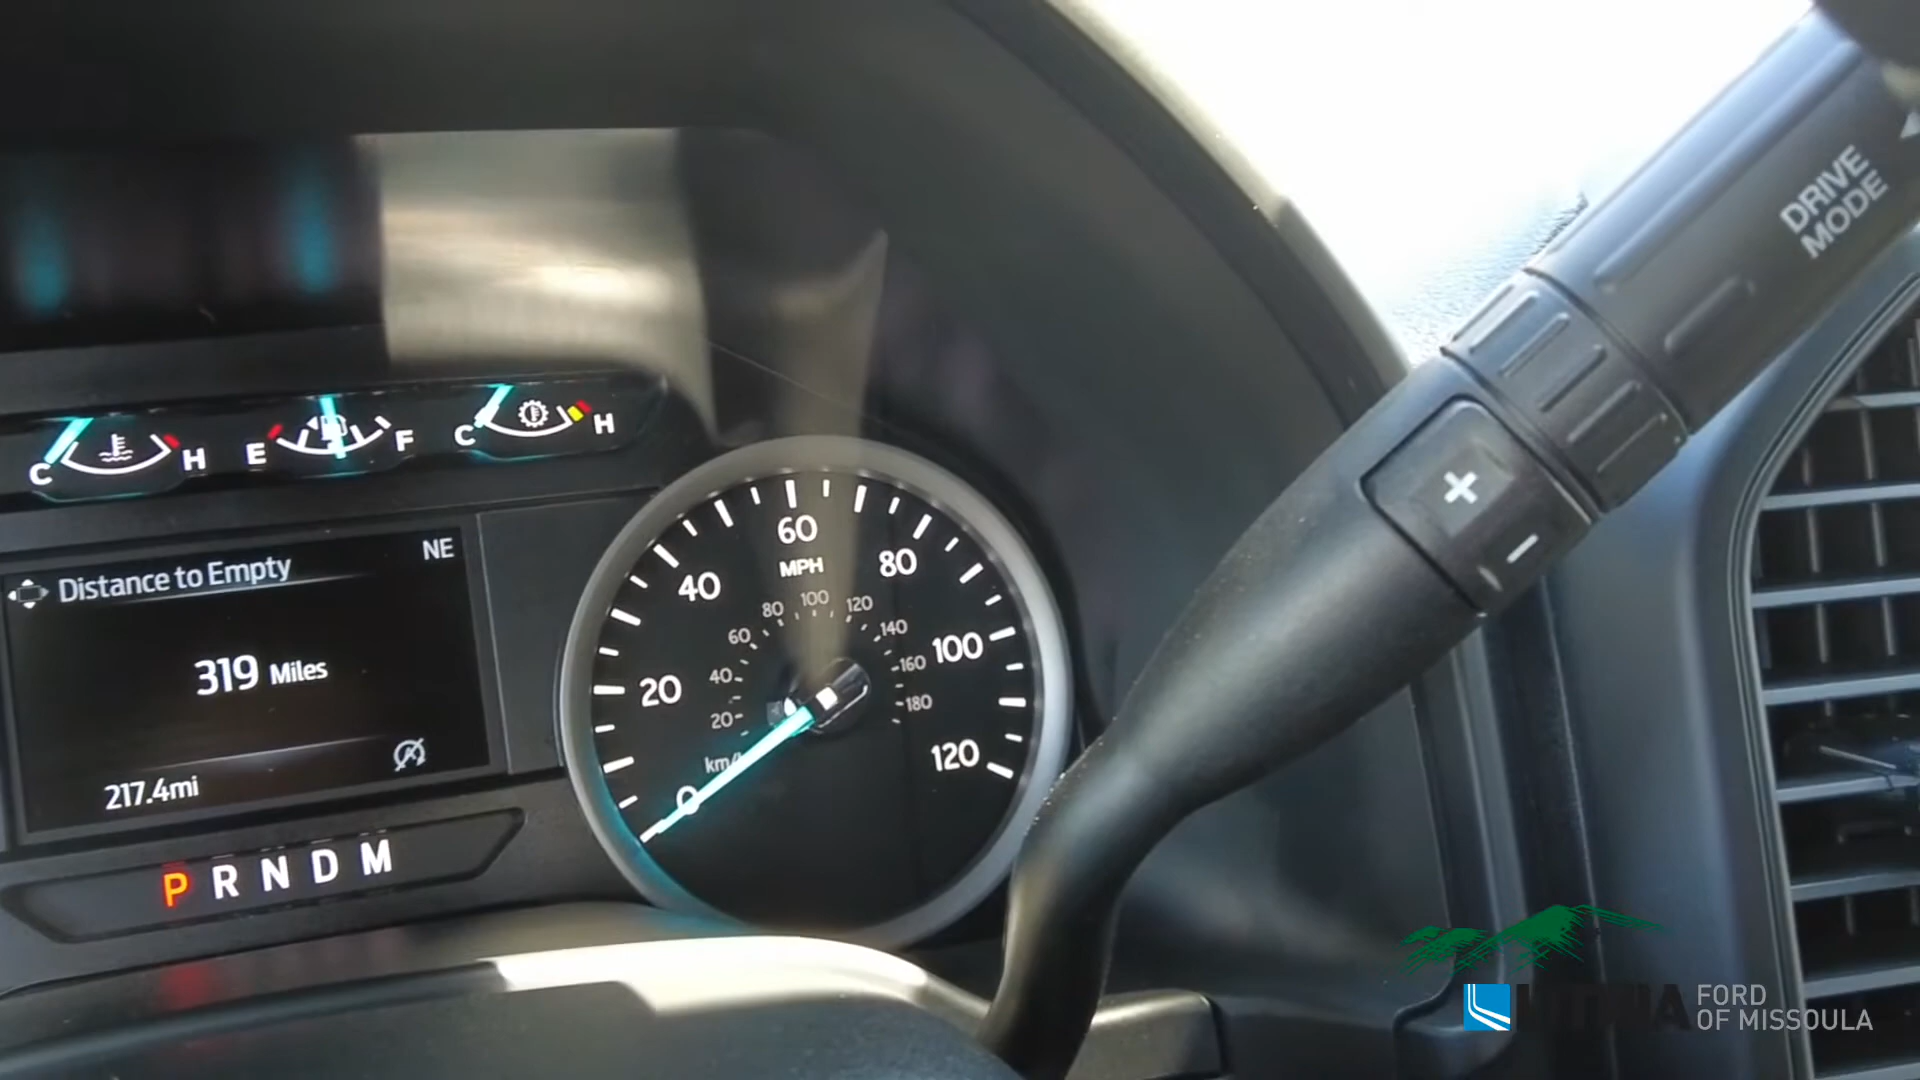 DRIVE
MODE
C H E F C H
Distance to Empty NE
319 Miles
217.4mi
P R N D M
+
-
0 20 40 60 80 100 120
MPH
20 40 60 80 100 120 140 160 180
km/
LITHIA FORD
OF MISSOULA